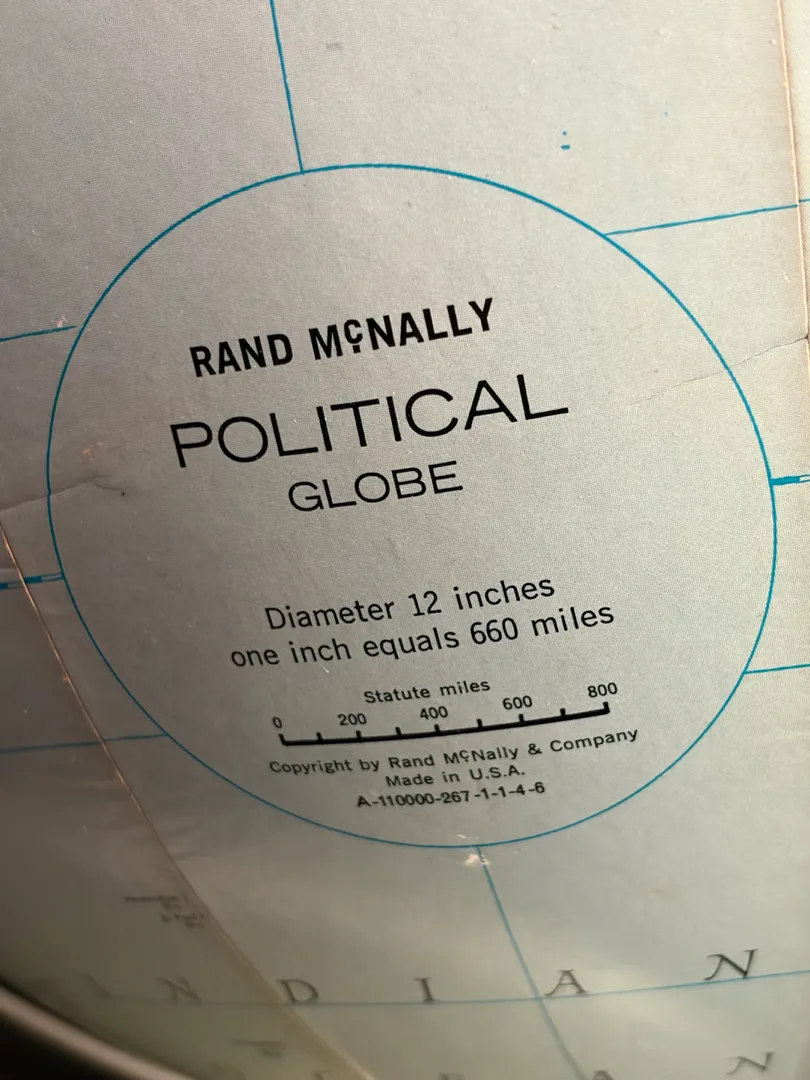 RAND McNALLY
POLITICAL
GLOBE
Diameter 12 inches
one inch equals 660 miles
Statute miles
0 200 400 600 800
Copyright by Rand McNally & Company
Made in U.S.A.
A-110000-267-1-1-4-6
INDIAN